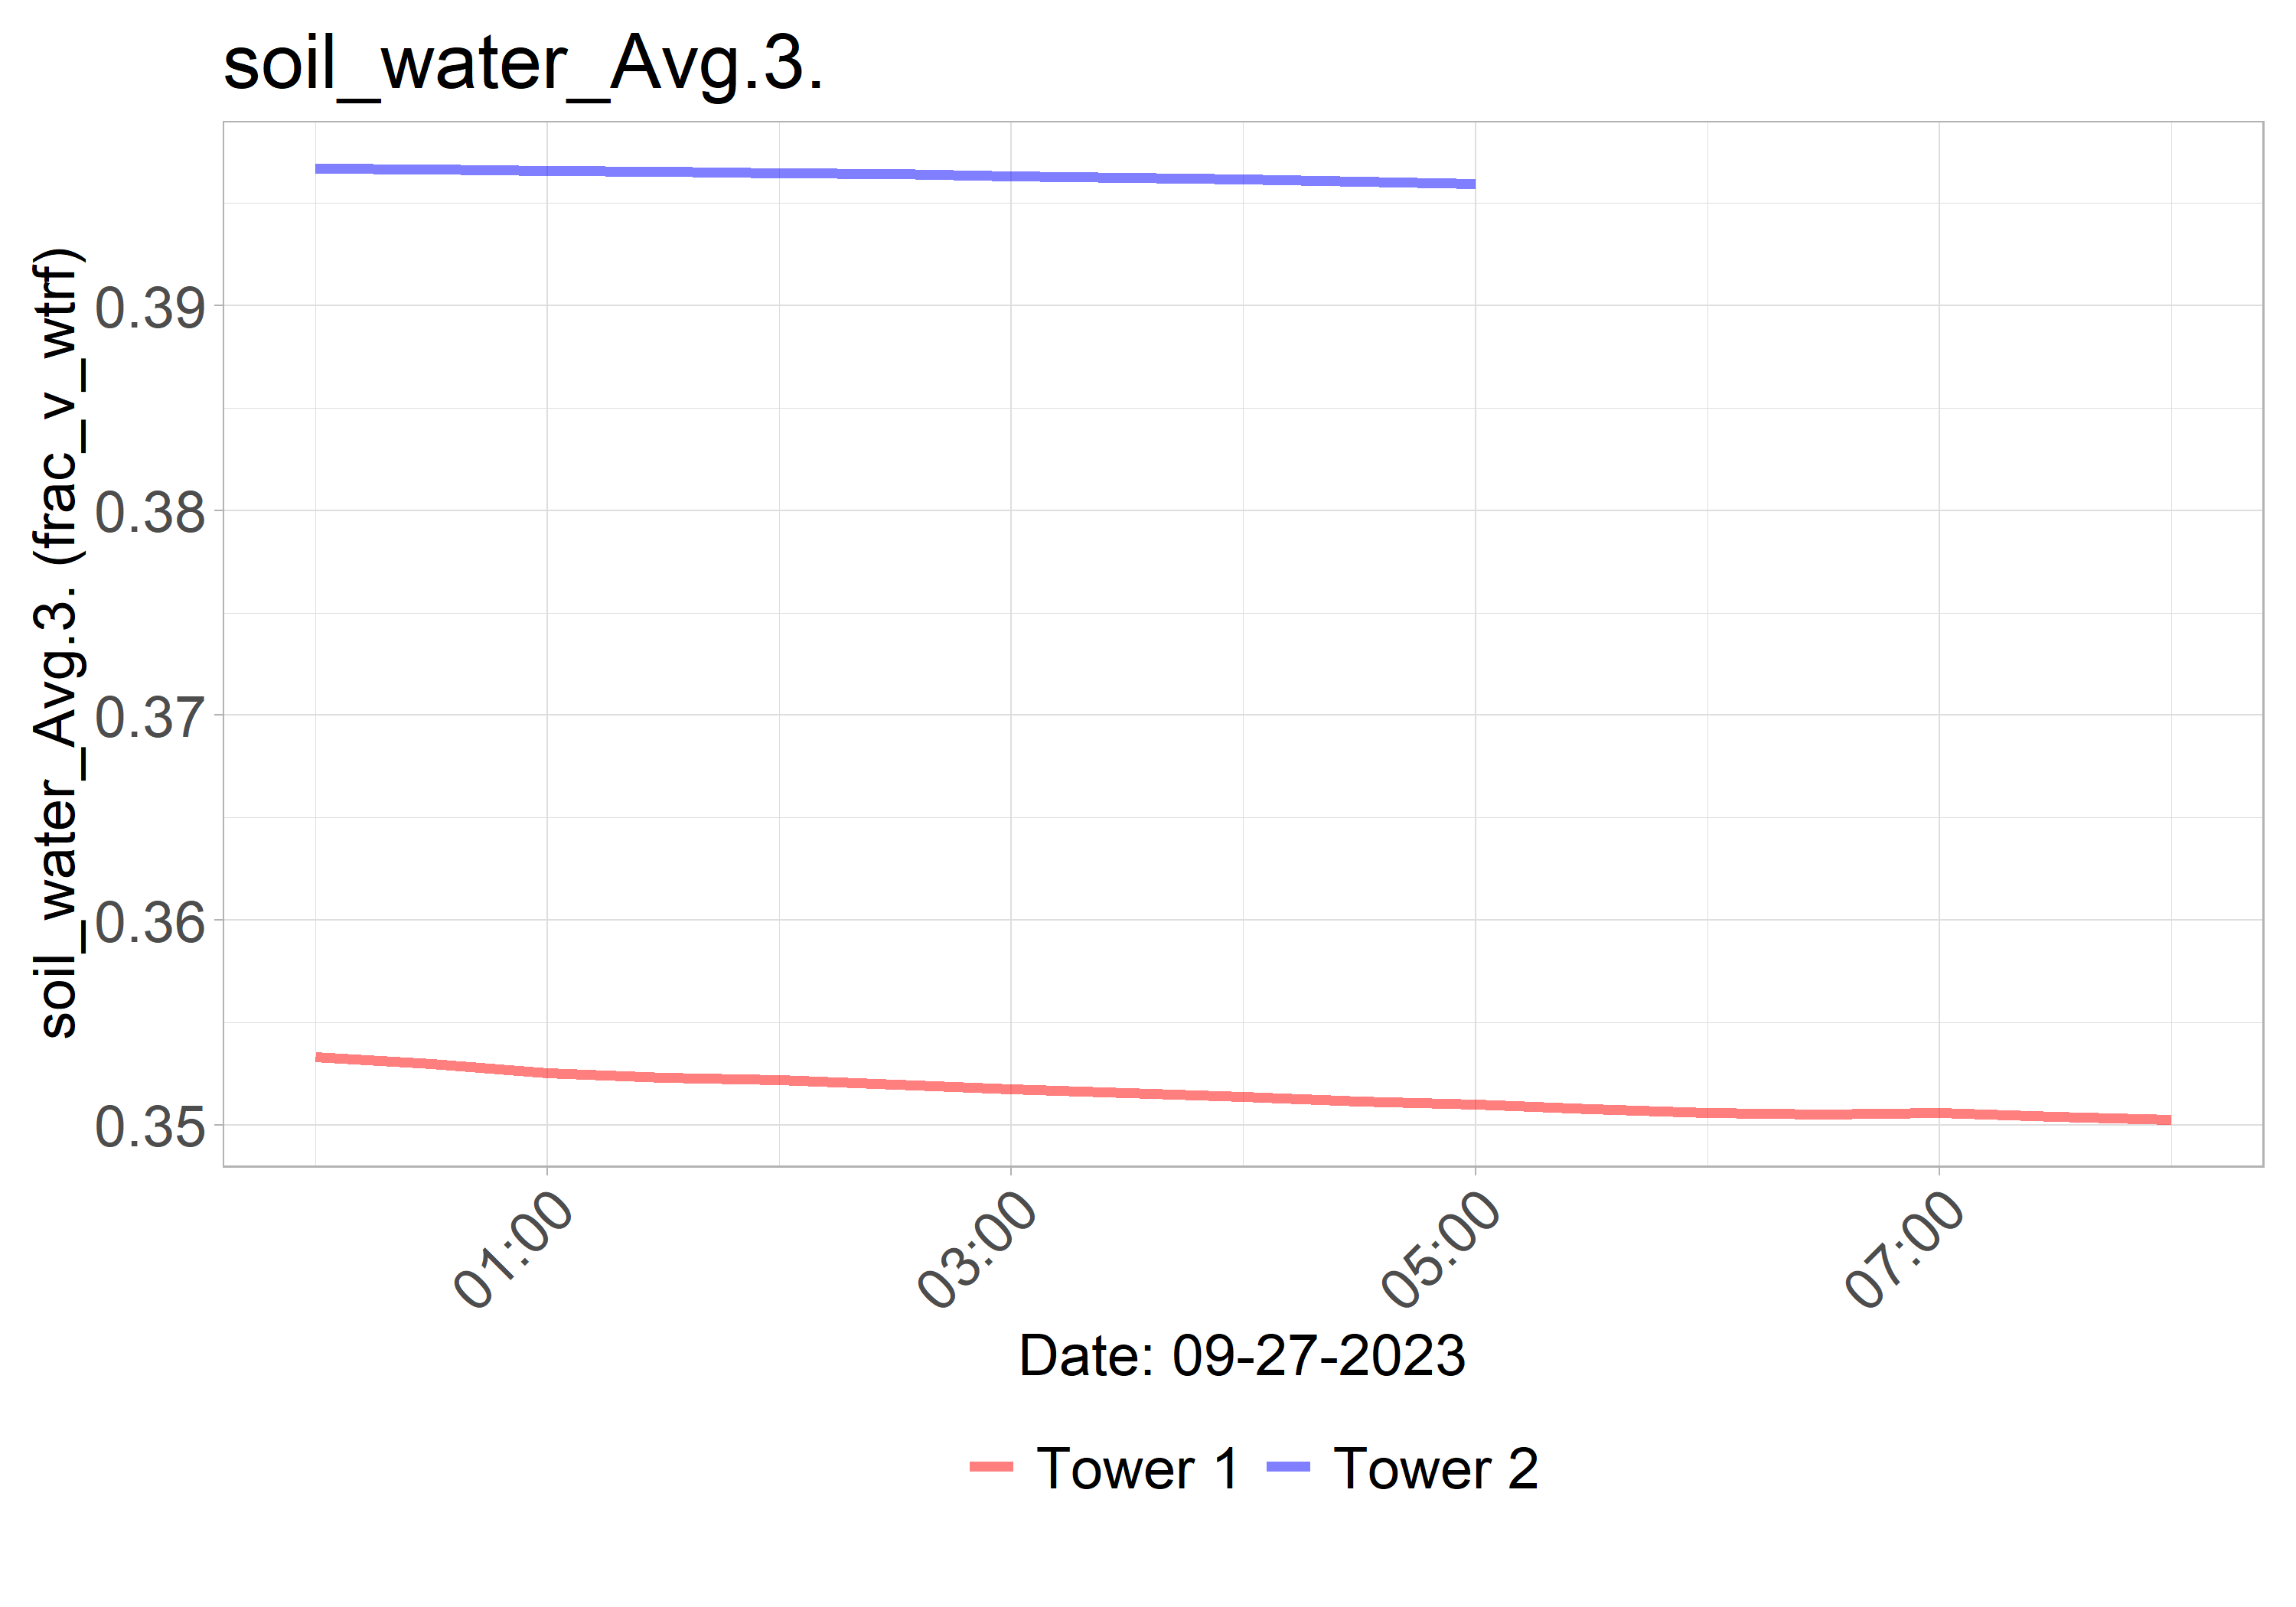 soil_water_Avg.3.
soil_water_Avg.3. (frac_v_wtrf)
0.39
0.38
0.37
0.36
0.35
01:00
03:00
05:00
07:00
Date: 09-27-2023
Tower 1
Tower 2